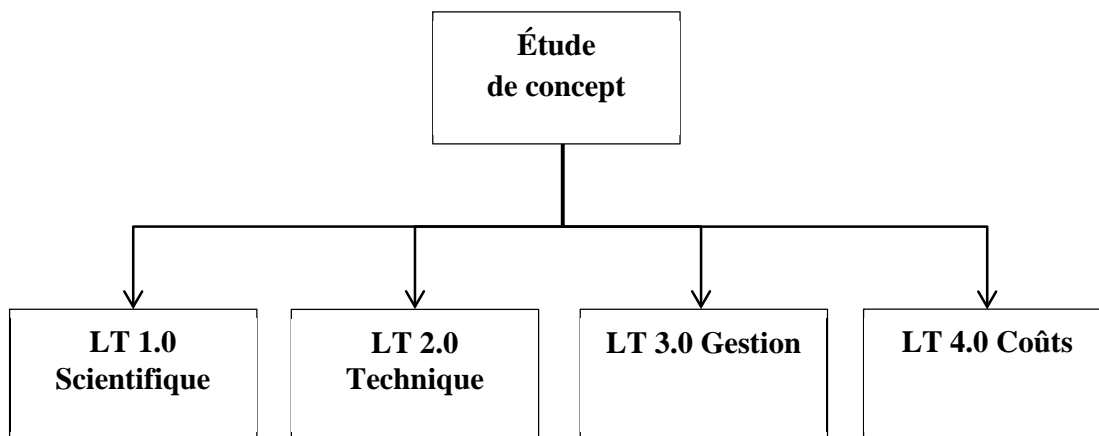 Étude
de concept
LT 1.0
Scientifique
LT 2.0
Technique
LT 3.0 Gestion
LT 4.0 Coûts